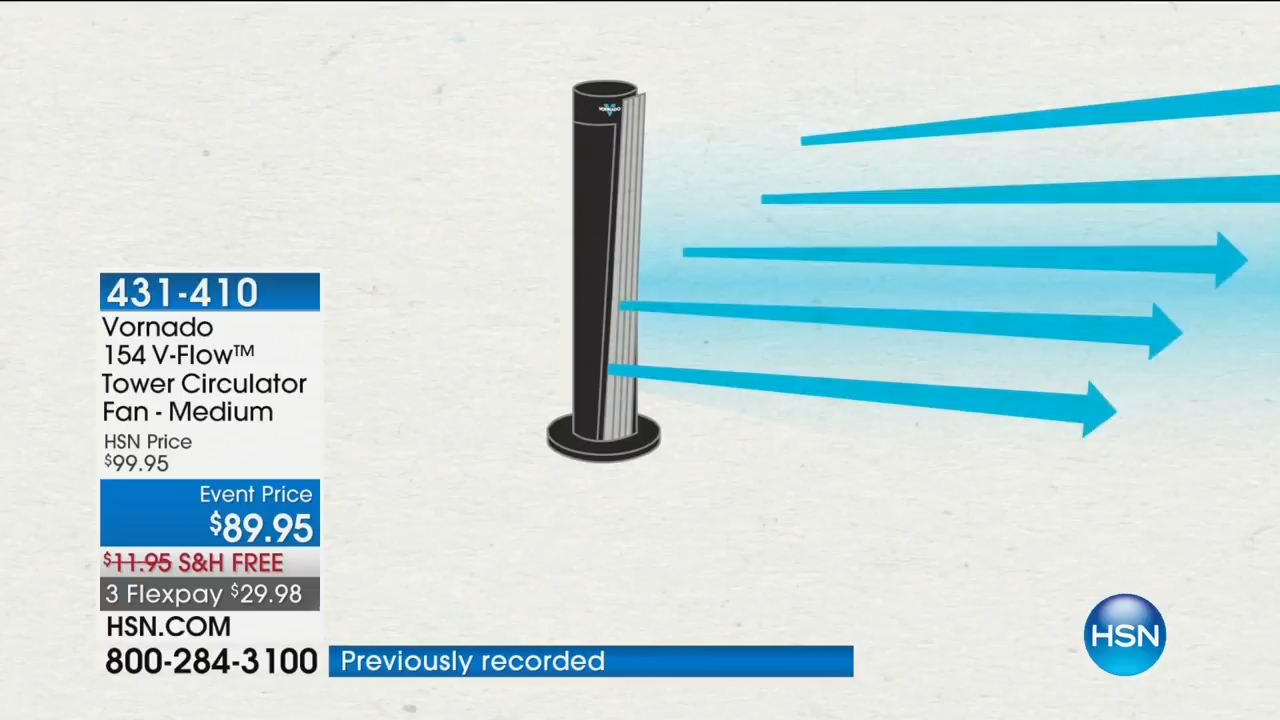 VORNADO
431-410
Vornado
154 V-Flow™
Tower Circulator
Fan - Medium
HSN Price
$99.95
Event Price
$89.95
$11.95 S&H FREE
3 Flexpay $29.98
HSN.COM
800-284-3100
Previously recorded
HSN